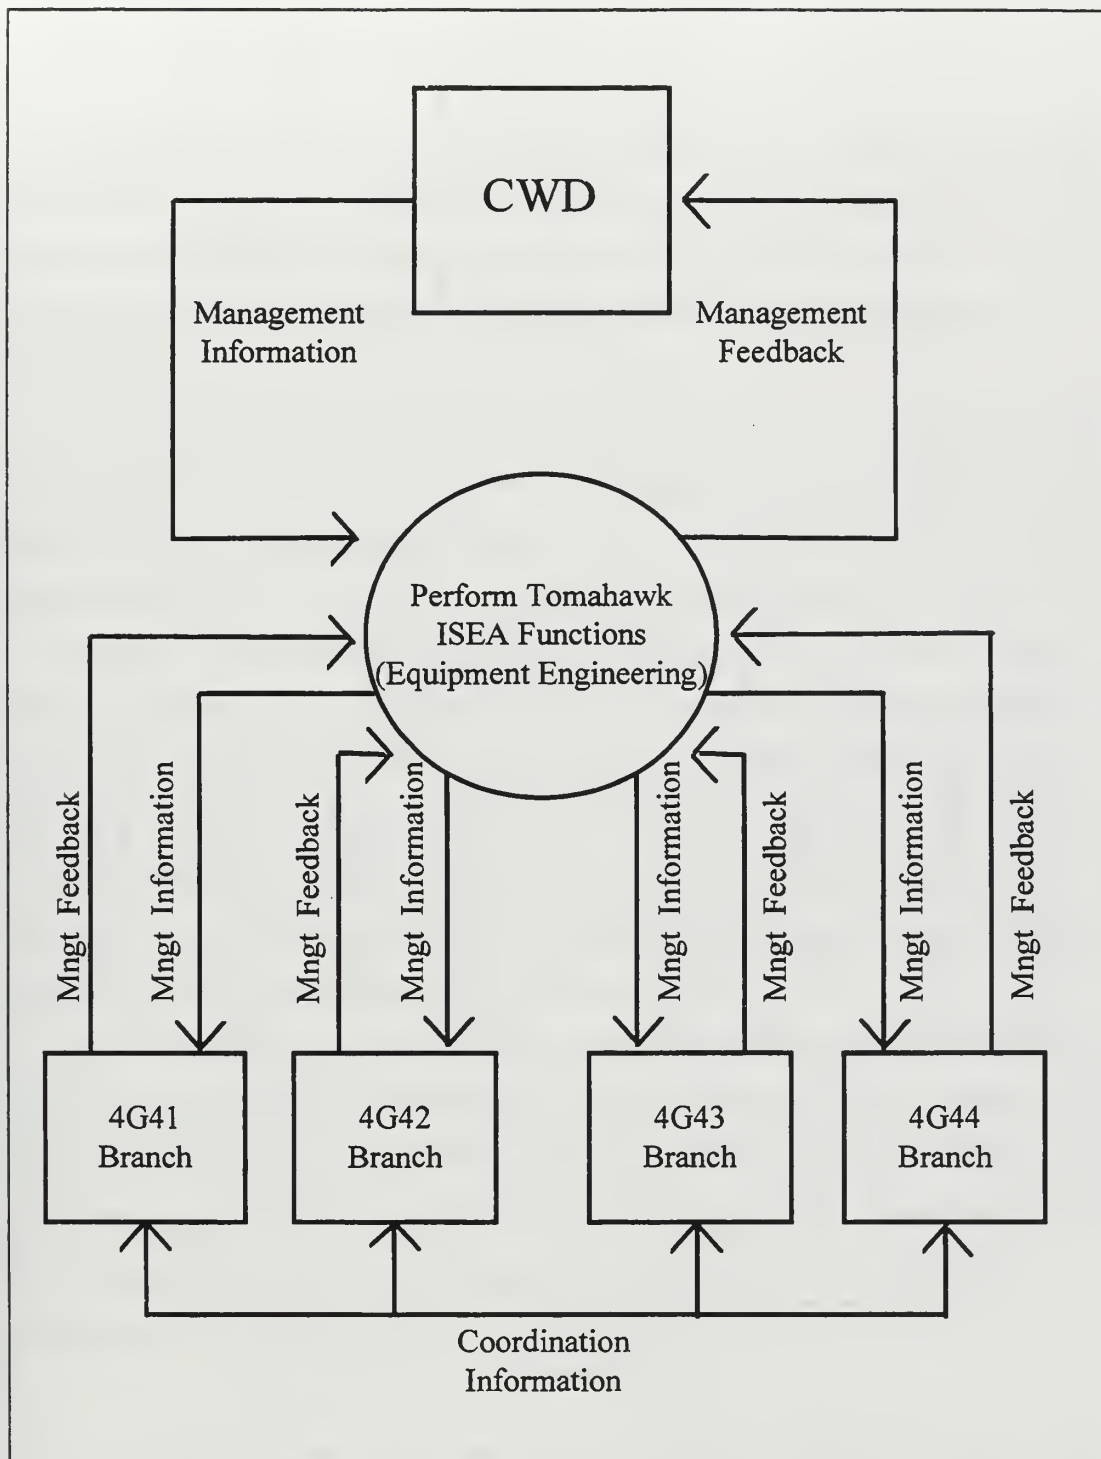 CWD
Management
Information
Management
Feedback
Perform Tomahawk
ISEA Functions
(Equipment Engineering)
Mngt Feedback
Mngt Information
Mngt Feedback
Mngt Information
Mngt Information
Mngt Feedback
Mngt Information
Mngt Feedback
4G41
Branch
4G42
Branch
4G43
Branch
4G44
Branch
Coordination
Information